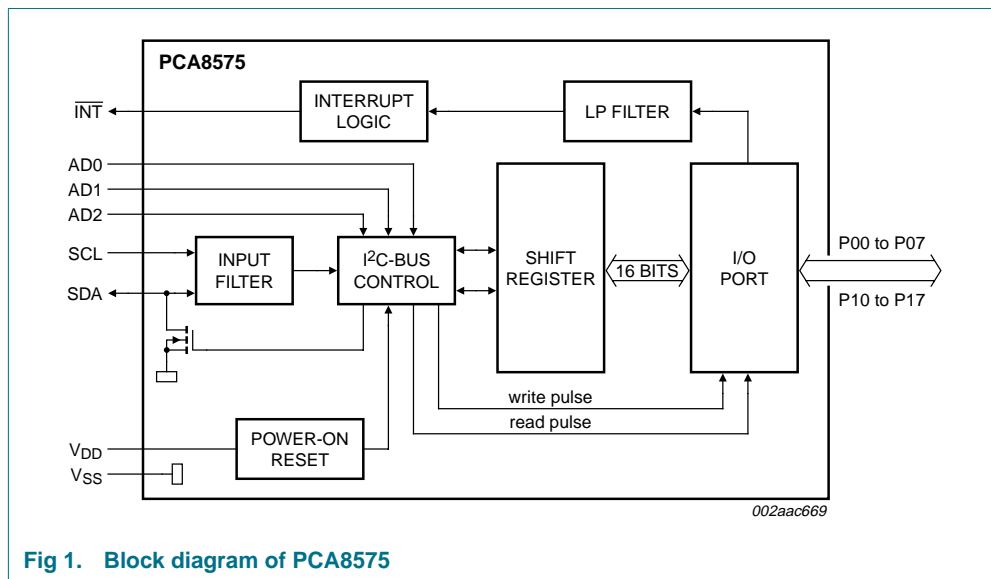 PCA8575
INT
INTERRUPT
LOGIC
LP FILTER
AD0
AD1
AD2
SCL
SDA
INPUT
FILTER
I²C-BUS
CONTROL
SHIFT
REGISTER
16 BITS
I/O
PORT
P00 to P07
P10 to P17
write pulse
read pulse
VDD
VSS
POWER-ON
RESET
002aac669
Fig 1. Block diagram of PCA8575